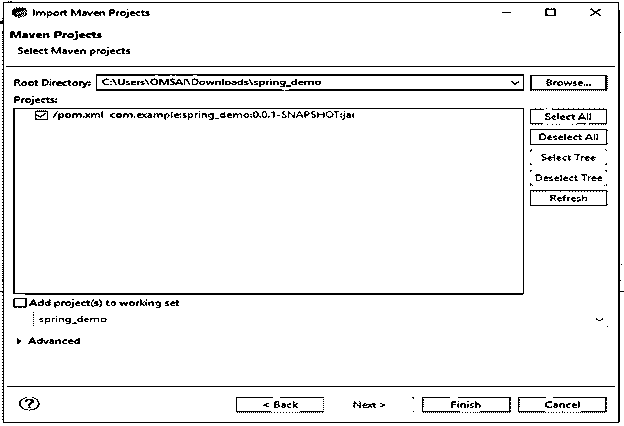 Import Maven Projects
Maven Projects
Select Maven projects
Root Directory: C:\Users\OMSAI\Downloads\spring_demo Browse...
Projects:
/pom.xml com.example:spring_demo:0.0.1-SNAPSHOT:jar
Select All
Deselect All
Select Tree
Deselect Tree
Refresh
Add project(s) to working set
spring_demo
Advanced
? < Back Next > Finish Cancel